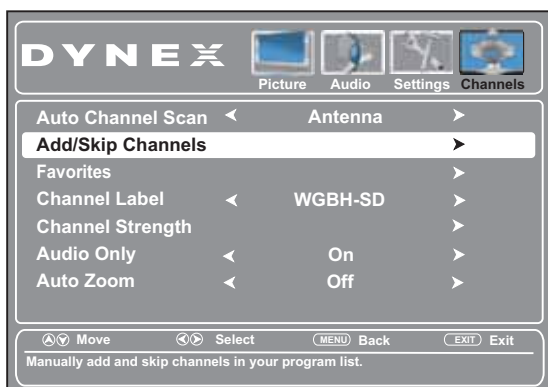 DYNEX
Picture Audio Settings Channels
Auto Channel Scan Antenna
Add/Skip Channels
Favorites
Channel Label WGBH-SD
Channel Strength
Audio Only On
Auto Zoom Off
Move Select MENU Back EXIT Exit
Manually add and skip channels in your program list.